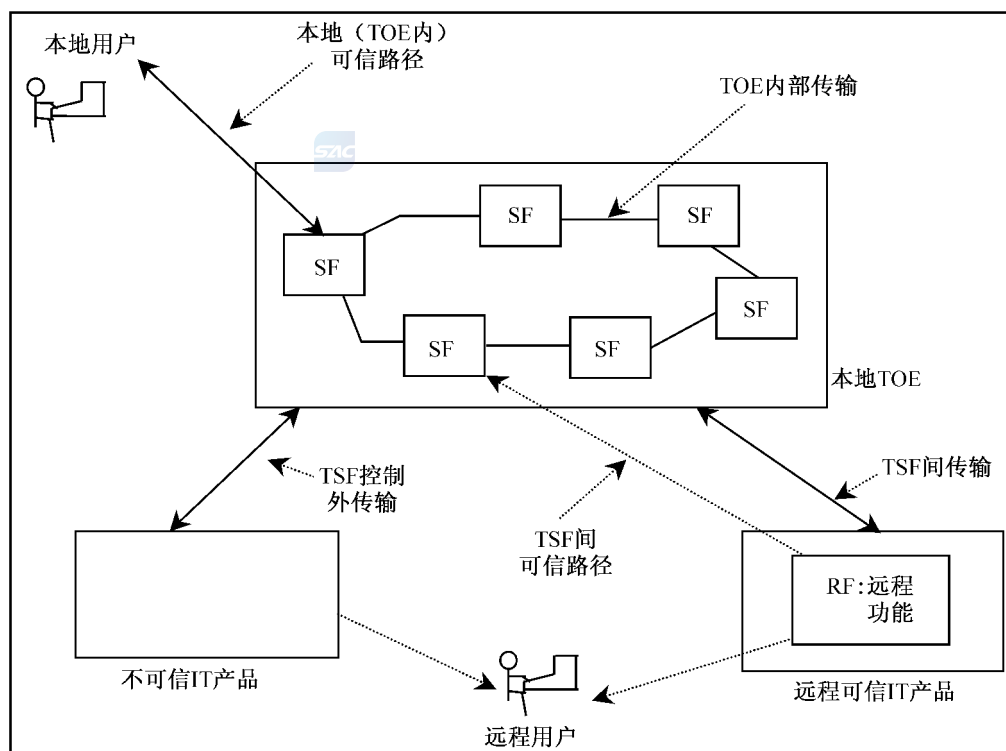 本地用户
本地（TOE内）
可信路径
TOE内部传输
SAC
SF
SF
SF
SF
SF
SF
本地TOE
TSF控制
外传输
TSF间
可信路径
TSF间传输
RF:远程
功能
不可信IT产品
远程用户
远程可信IT产品